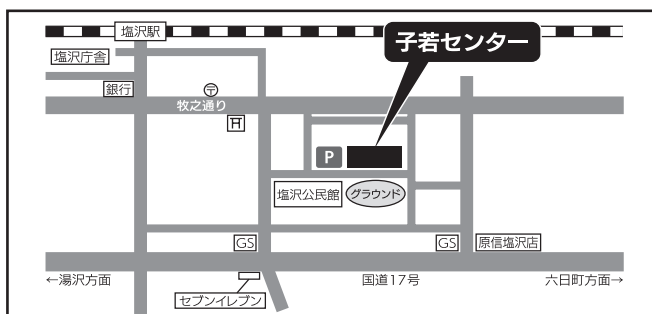 塩沢駅
子若センター
塩沢庁舎
銀行
〒
牧之通り
P
塩沢公民館
グラウンド
GS
GS
原信塩沢店
←湯沢方面
国道17号
六日町方面→
セブンイレブン